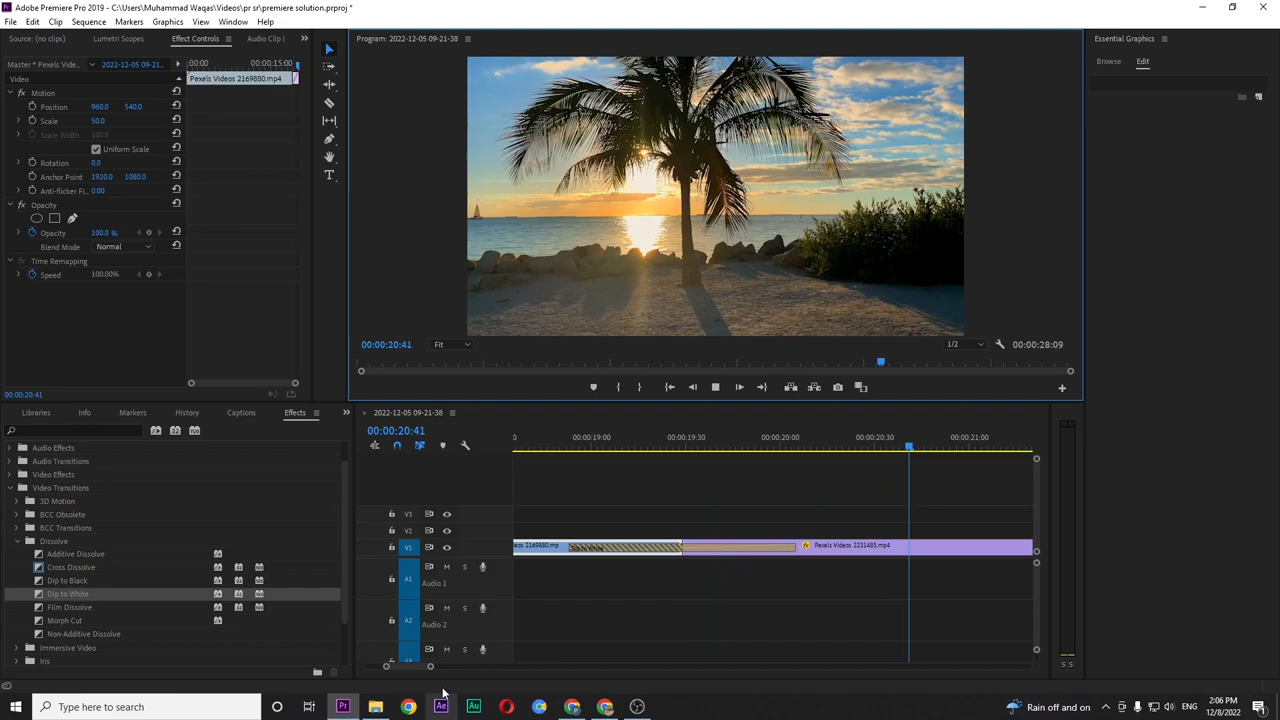 Adobe Premiere Pro 2019 - C:\Users\Muhammad Waqas\Videos\pr sr\premiere solution.prproj *
File Edit Clip Sequence Markers Graphics View Window Help
Source: (no clips) Lumetri Scopes Effect Controls Audio Clip
Program: 2022-12-05 09-21-38
Essential Graphics
Browse Edit
Master * Pexels Vide... 2022-12-05 09-21...
:00:00 00:00:15:00
Video
Pexels Videos 2169880.mp4
Motion
Position 960.0 540.0
Scale 50.0
Scale Width 100.0
Uniform Scale
Rotation 0.0
Anchor Point 1920.0 1080.0
Anti-flicker Fi... 0.00
Opacity
Opacity 100.0 %
Blend Mode Normal
Time Remapping
Speed 100.00%
00:00:20:41
00:00:20:41 Fit 1/2 00:00:28:09
Libraries Info Markers History Captions Effects
Audio Effects
Audio Transitions
Video Effects
Video Transitions
3D Motion
BCC Obsolete
BCC Transitions
Dissolve
Additive Dissolve
Cross Dissolve
Dip to Black
Dip to White
Film Dissolve
Morph Cut
Non-Additive Dissolve
Immersive Video
Iris
2022-12-05 09-21-38
00:00:20:41
00:00:19:00 00:00:19:30 00:00:20:00 00:00:20:30 00:00:21:00
V3
V2
V1
eos 2169880.mp Dip to White fx Pexels Videos 2231485.mp4
A1 M S
Audio 1
A2 M S
Audio 2
M S
S S
Type here to search
Pr Ae Au
Rain off and on
2:06 PM
12/8/2022